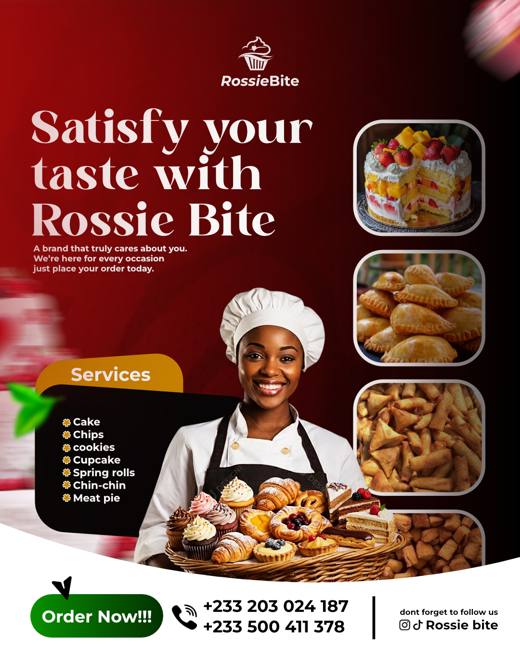 RossieBite
Satisfy your
taste with
Rossie Bite
A brand that truly cares about you.
We're here for every occasion
just place your order today.
Services
Cake
Chips
cookies
Cupcake
Spring rolls
Chin-chin
Meat pie
Order Now!!!
+233 203 024 187
+233 500 411 378
dont forget to follow us
Rossie bite